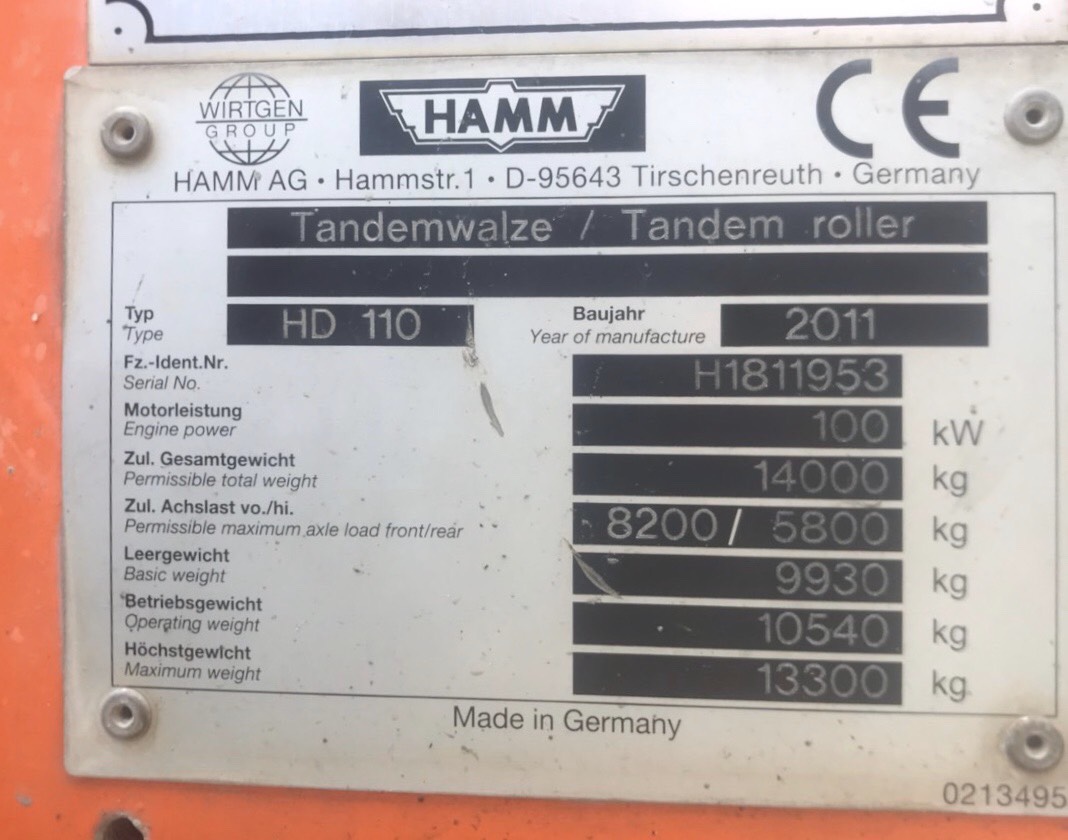 WIRTGEN
GROUP
HAMM
CE
HAMM AG · Hammstr.1 · D-95643 Tirschenreuth · Germany
Tandemwalze / Tandem roller
Typ
Type
HD 110
Baujahr
Year of manufacture
2011
Fz.-Ident.Nr.
Serial No.
H1811953
Motorleistung
Engine power
100 kW
Zul. Gesamtgewicht
Permissible total weight
14000 kg
Zul. Achslast vo./hi.
Permissible maximum axle load front/rear
8200 / 5800 kg
Leergewicht
Basic weight
9930 kg
Betriebsgewicht
Operating weight
10540 kg
Höchstgewicht
Maximum weight
13300 kg
Made in Germany
0213495